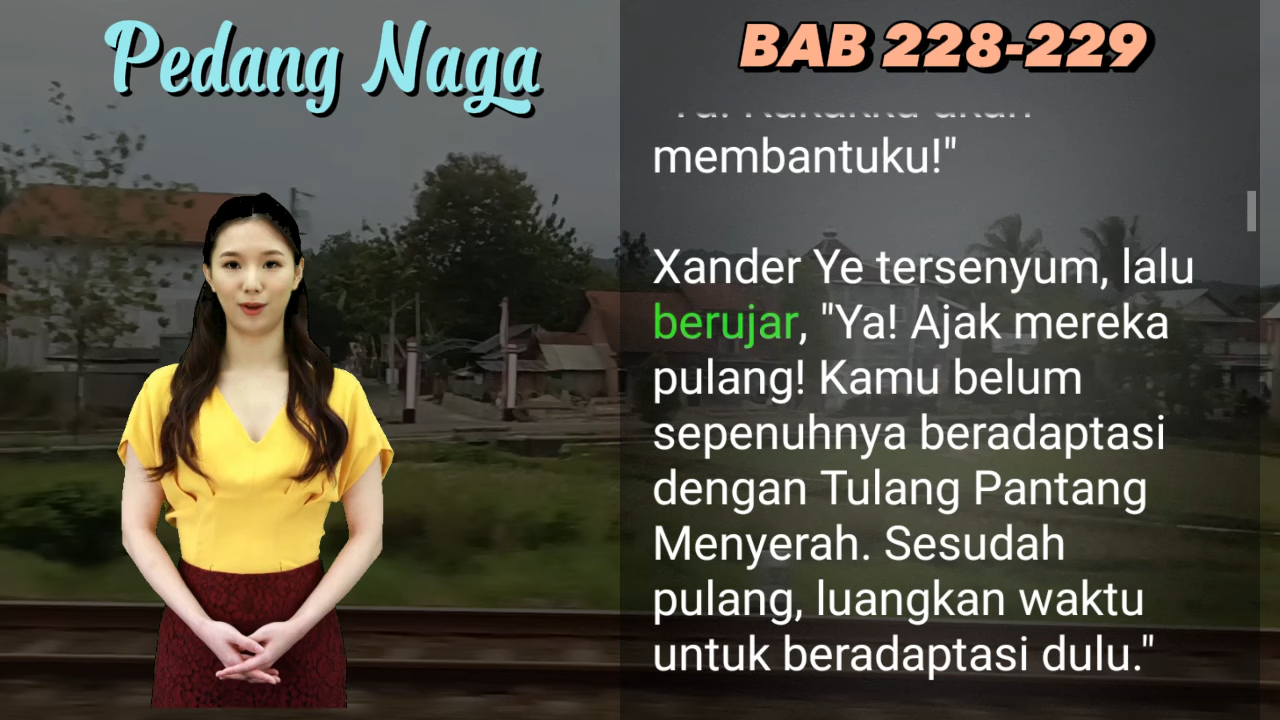 Pedang Naga
BAB 228-229
membantuku!"
Xander Ye tersenyum, lalu
berujar, "Ya! Ajak mereka
pulang! Kamu belum
sepenuhnya beradaptasi
dengan Tulang Pantang
Menyerah. Sesudah
pulang, luangkan waktu
untuk beradaptasi dulu."